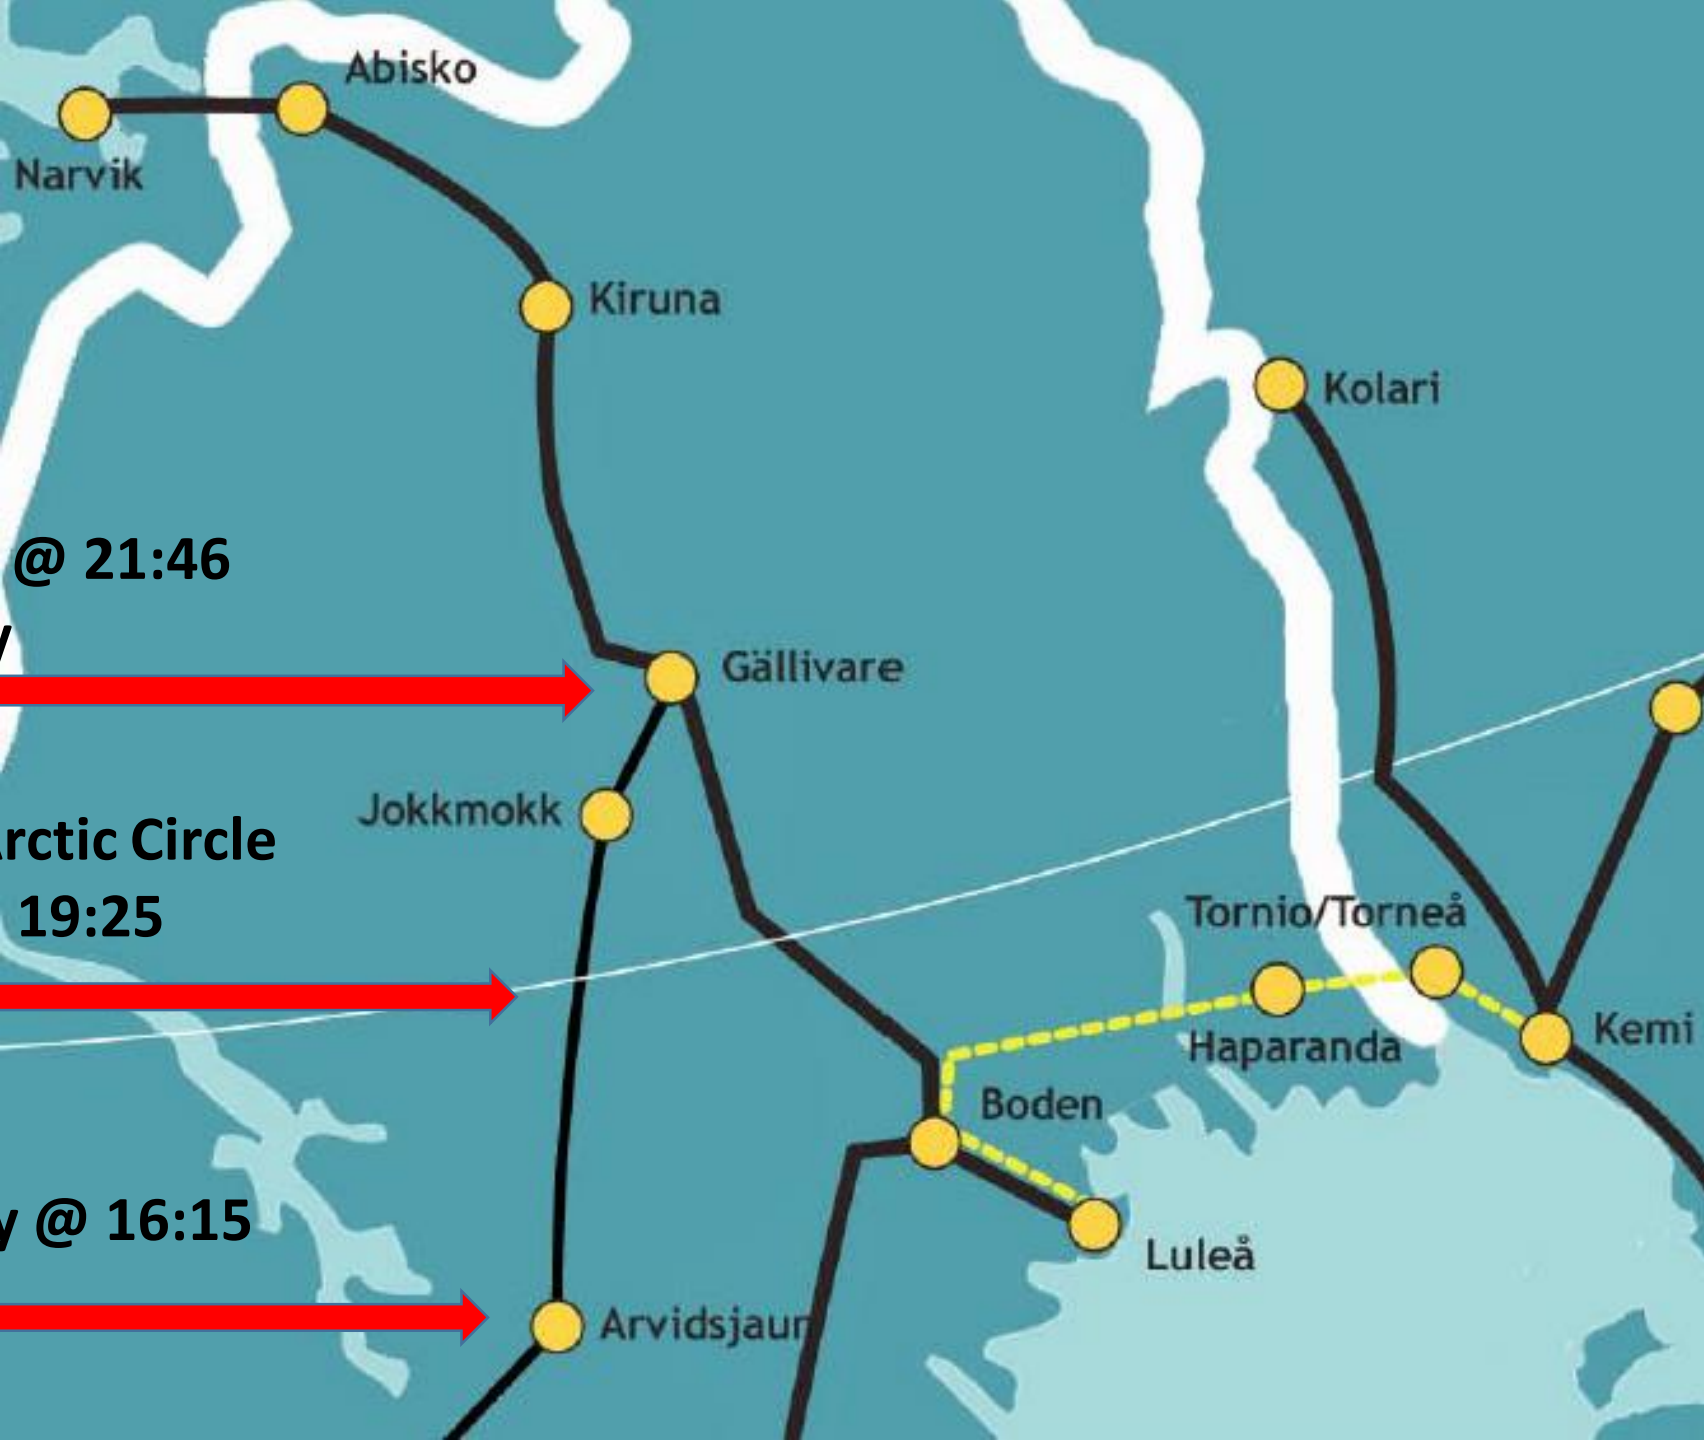 Abisko
Narvik
Kiruna
Kolari
@ 21:46
Gällivare
Jokkmokk
Arctic Circle
19:25
Tornio/Torneå
Haparanda
Kemi
Boden
y @ 16:15
Luleå
Arvidsjaur